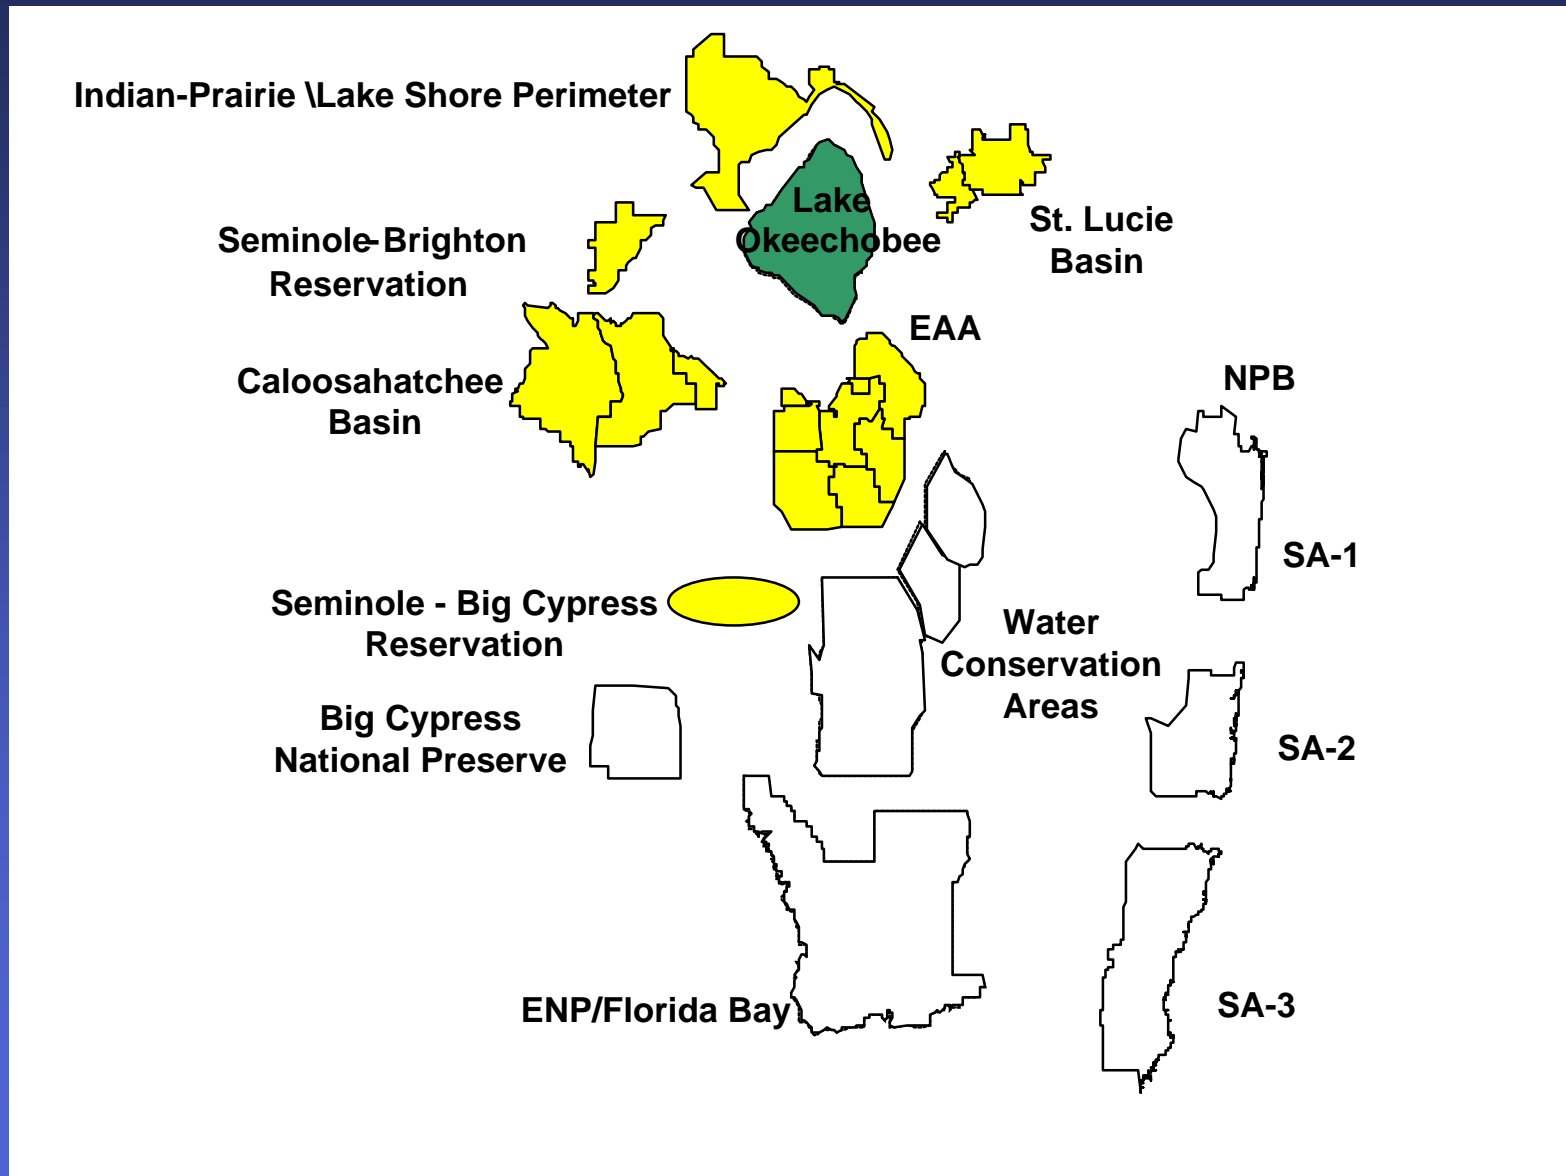 Indian-Prairie \Lake Shore Perimeter
Lake
Okeechobee
St. Lucie
Basin
Seminole-Brighton
Reservation
EAA
Caloosahatchee
Basin
NPB
SA-1
Seminole - Big Cypress
Reservation
Water
Conservation
Areas
Big Cypress
National Preserve
SA-2
ENP/Florida Bay
SA-3